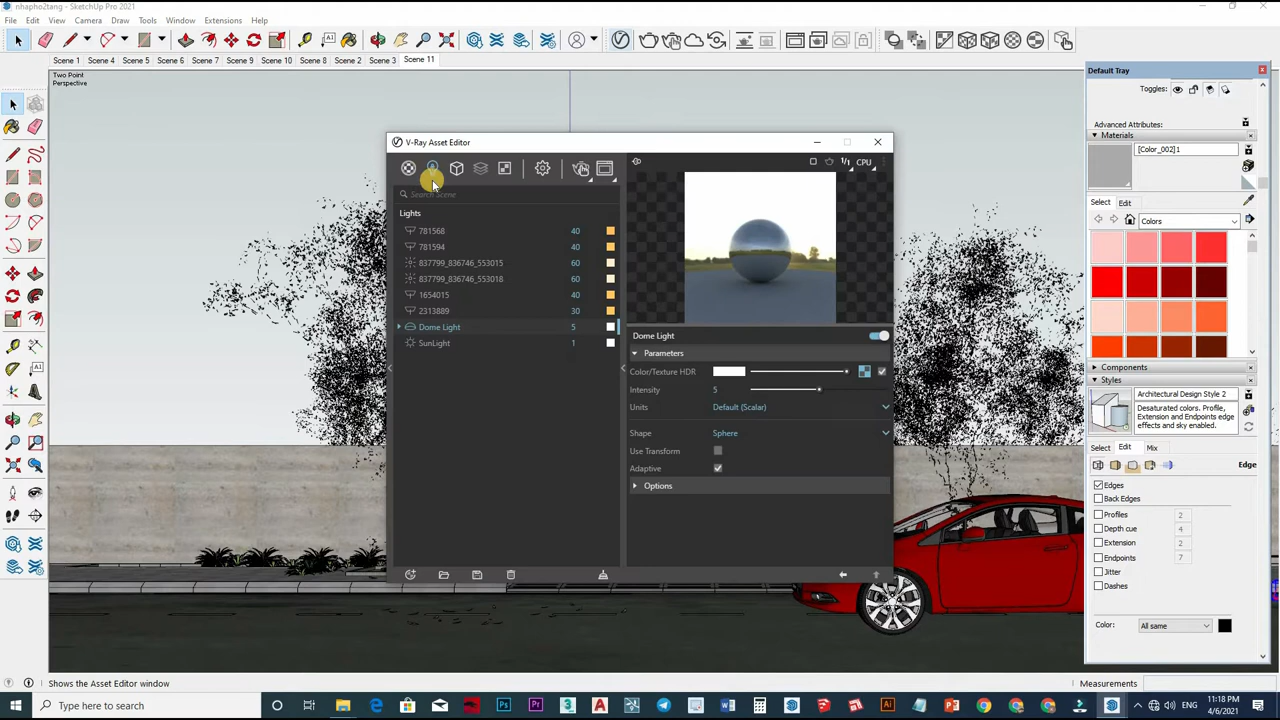 nhapho2tang - SketchUp Pro 2021
File Edit View Camera Draw Tools Window Extensions Help
Scene 1 Scene 4 Scene 5 Scene 6 Scene 7 Scene 9 Scene 10 Scene 8 Scene 2 Scene 3 Scene 11
Two Point
Perspective
V-Ray Asset Editor
1/1 CPU
Search Scene
Lights
781568 40
781594 40
837799_836746_553015 60
837799_836746_553018 60
1654015 40
2313889 30
Dome Light 5
SunLight 1
Dome Light
Parameters
Color/Texture HDR
Intensity 5
Units Default (Scalar)
Shape Sphere
Use Transform
Adaptive
Options
Default Tray
Toggles:
Advanced Attributes:
Materials
[Color_002]1
Select Edit
Colors
Components
Styles
Architectural Design Style 2
Desaturated colors. Profile,
Extension and Endpoints edge
effects and sky enabled.
Select Edit Mix
Edge
Edges
Back Edges
Profiles 2
Depth cue 4
Extension 2
Endpoints 7
Jitter
Dashes
Color: All same
Shows the Asset Editor window
Measurements
Type here to search
11:18 PM
4/6/2021